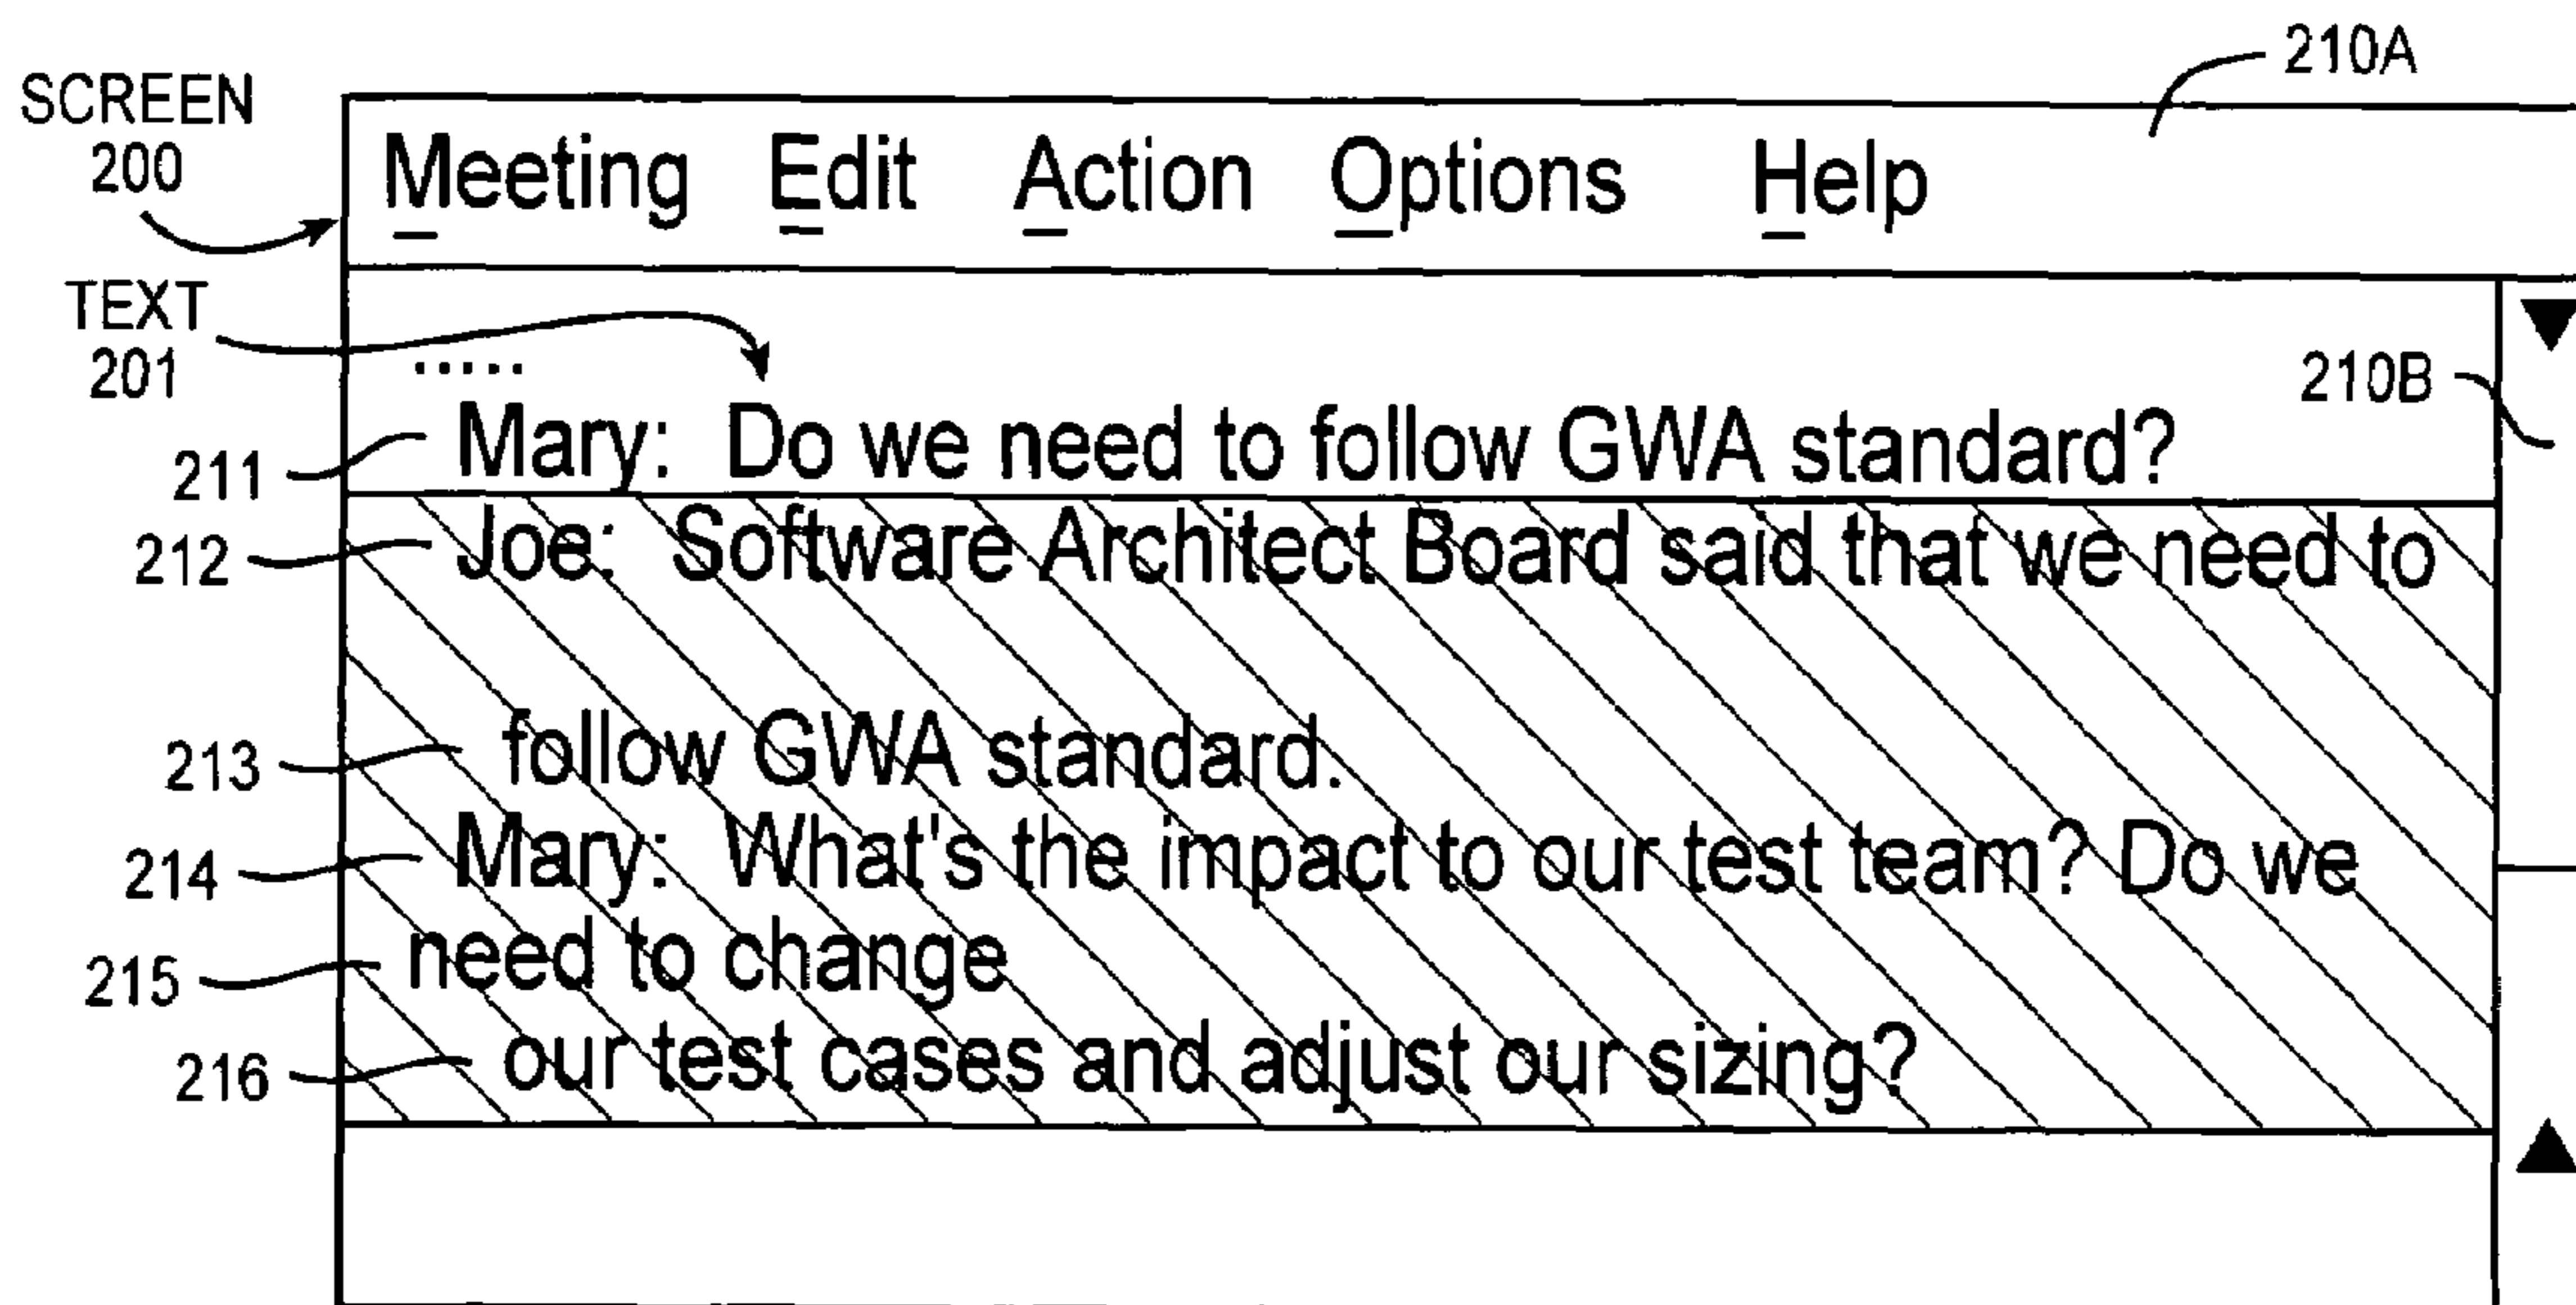 210A
SCREEN
200
Meeting Edit Action Options Help
TEXT
201
.....
210B
211 Mary: Do we need to follow GWA standard?
212 Joe: Software Architect Board said that we need to
213 follow GWA standard.
214 Mary: What's the impact to our test team? Do we
215 need to change
216 our test cases and adjust our sizing?